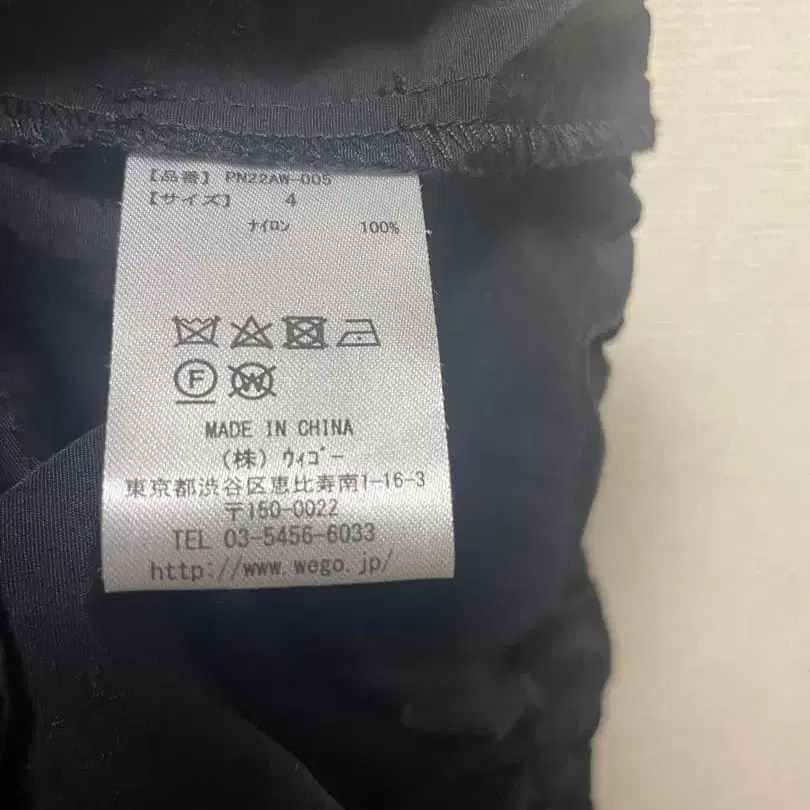 【品番】 PN22AW-005
【サイズ】 4
ナイロン 100%
F W
MADE IN CHINA
(株) ウィゴー
東京都渋谷区恵比寿南1-16-3
〒150-0022
TEL 03-5456-6033
http://www.wego.jp/